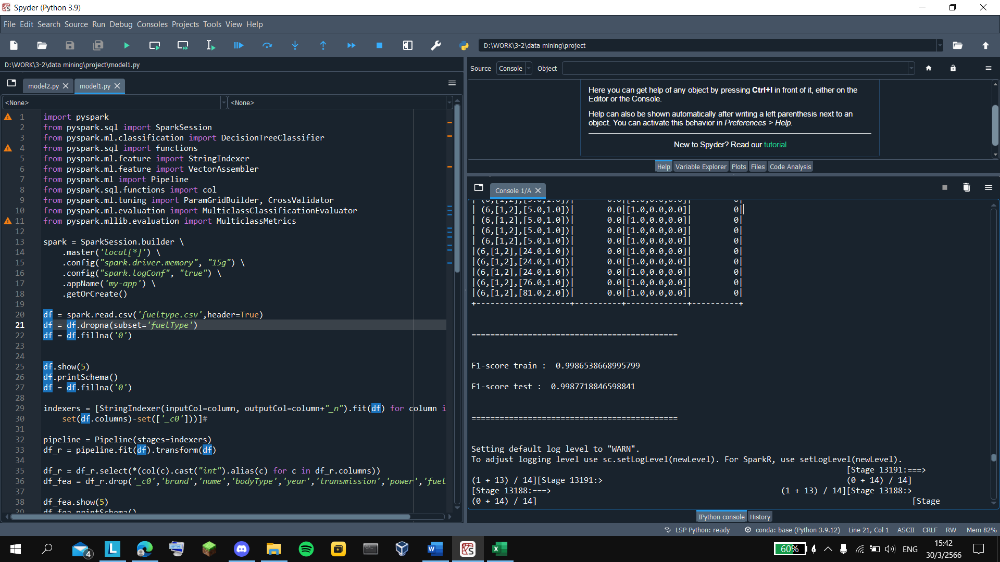 Spyder (Python 3.9)
File Edit Search Source Run Debug Consoles Projects Tools View Help
D:\WORK\3-2\data mining\project
D:\WORK\3-2\data mining\project\model1.py
model2.py
model1.py
<None>
<None>
1 import pyspark
2 from pyspark.sql import SparkSession
3 from pyspark.ml.classification import DecisionTreeClassifier
4 from pyspark.sql import functions
5 from pyspark.ml.feature import StringIndexer
6 from pyspark.ml.feature import VectorAssembler
7 from pyspark.ml import Pipeline
8 from pyspark.sql.functions import col
9 from pyspark.ml.tuning import ParamGridBuilder, CrossValidator
10 from pyspark.ml.evaluation import MulticlassClassificationEvaluator
11 from pyspark.mllib.evaluation import MulticlassMetrics
12
13 spark = SparkSession.builder \
14 .master('local[*]') \
15 .config("spark.driver.memory", "15g") \
16 .config("spark.logConf", "true") \
17 .appName('my-app') \
18 .getOrCreate()
19
20 df = spark.read.csv('fueltype.csv',header=True)
21 df = df.dropna(subset='fuelType')
22 df = df.fillna('0')
23
24
25 df.show(5)
26 df.printSchema()
27 df = df.fillna('0')
28
29 indexers = [StringIndexer(inputCol=column, outputCol=column+"_n").fit(df) for column i
30 set(df.columns)-set(['_c0']))]#
31
32 pipeline = Pipeline(stages=indexers)
33 df_r = pipeline.fit(df).transform(df)
34
35 df_r = df_r.select(*(col(c).cast("int").alias(c) for c in df_r.columns))
36 df_fea = df_r.drop('_c0','brand','name','bodyType','year','transmission','power','fuel
37
38 df_fea.show(5)
39 df_fea.printSchema()
Source Console Object
Here you can get help of any object by pressing Ctrl+I in front of it, either on the
Editor or the Console.
Help can also be shown automatically after writing a left parenthesis next to an
object. You can activate this behavior in Preferences > Help.
New to Spyder? Read our tutorial
Help Variable Explorer Plots Files Code Analysis
Console 1/A
| (6,[1,2],[5.0,1.0])| 0.0|[1.0,0.0,0.0]| 0|
| (6,[1,2],[5.0,1.0])| 0.0|[1.0,0.0,0.0]| 0|
| (6,[1,2],[5.0,1.0])| 0.0|[1.0,0.0,0.0]| 0|
| (6,[1,2],[5.0,1.0])| 0.0|[1.0,0.0,0.0]| 0|
| (6,[1,2],[5.0,1.0])| 0.0|[1.0,0.0,0.0]| 0|
|(6,[1,2],[24.0,1.0])| 0.0|[1.0,0.0,0.0]| 0|
|(6,[1,2],[24.0,1.0])| 0.0|[1.0,0.0,0.0]| 0|
|(6,[1,2],[24.0,1.0])| 0.0|[1.0,0.0,0.0]| 0|
|(6,[1,2],[76.0,1.0])| 0.0|[1.0,0.0,0.0]| 0|
|(6,[1,2],[81.0,2.0])| 0.0|[1.0,0.0,0.0]| 0|
+--------------------+----------+-------------+----------+
============================================
F1-score train : 0.9986538668995799
F1-score test : 0.9987718846598841
============================================
Setting default log level to "WARN".
To adjust logging level use sc.setLogLevel(newLevel). For SparkR, use setLogLevel(newLevel).
[Stage 13191:===>
(1 + 13) / 14][Stage 13191:> (0 + 14) / 14]
[Stage 13188:===> (1 + 13) / 14][Stage 13188:>
(0 + 14) / 14] [Stage
IPython console History
LSP Python: ready conda: base (Python 3.9.12) Line 21, Col 1 ASCII CRLF RW Mem 82%
4
60%
ENG
15:42
30/3/2566